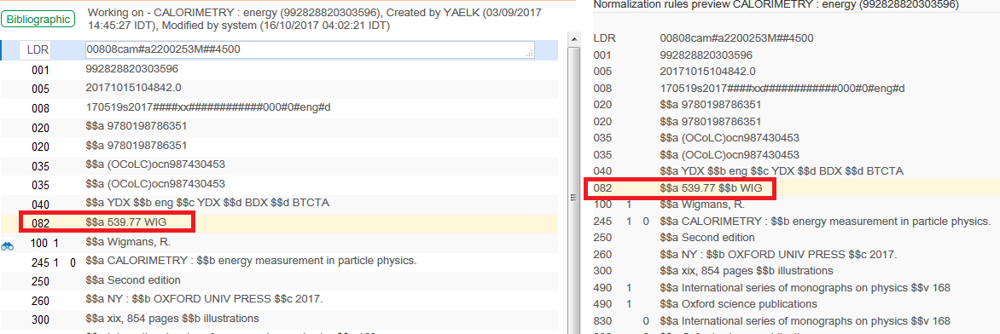 Bibliographic
Working on - CALORIMETRY : energy (992828820303596), Created by YAELK (03/09/2017
14:45:27 IDT), Modified by system (16/10/2017 04:02:21 IDT)
LDR 00808cam#a2200253M##4500
001 992828820303596
005 20171015104842.0
008 170519s2017####xx############000#0#eng#d
020 $$a 9780198786351
020 $$a 9780198786351
035 $$a (OCoLC)ocn987430453
035 $$a (OCoLC)ocn987430453
040 $$a YDX $$b eng $$c YDX $$d BDX $$d BTCTA
082 $$a 539.77 WIG
100 1 $$a Wigmans, R.
245 1 0 $$a CALORIMETRY : $$b energy measurement in particle physics.
250 $$a Second edition
260 $$a NY : $$b OXFORD UNIV PRESS $$c 2017.
300 $$a xix, 854 pages $$b illustrations
Normalization rules preview CALORIMETRY : energy (992828820303596)
LDR 00808cam#a2200253M##4500
001 992828820303596
005 20171015104842.0
008 170519s2017####xx############000#0#eng#d
020 $$a 9780198786351
020 $$a 9780198786351
035 $$a (OCoLC)ocn987430453
035 $$a (OCoLC)ocn987430453
040 $$a YDX $$b eng $$c YDX $$d BDX $$d BTCTA
082 $$a 539.77 $$b WIG
100 1 $$a Wigmans, R.
245 1 0 $$a CALORIMETRY : $$b energy measurement in particle physics.
250 $$a Second edition
260 $$a NY : $$b OXFORD UNIV PRESS $$c 2017.
300 $$a xix, 854 pages $$b illustrations
490 1 $$a International series of monographs on physics $$v 168
490 1 $$a Oxford science publications
830 0 $$a International series of monographs on physics $$v 168